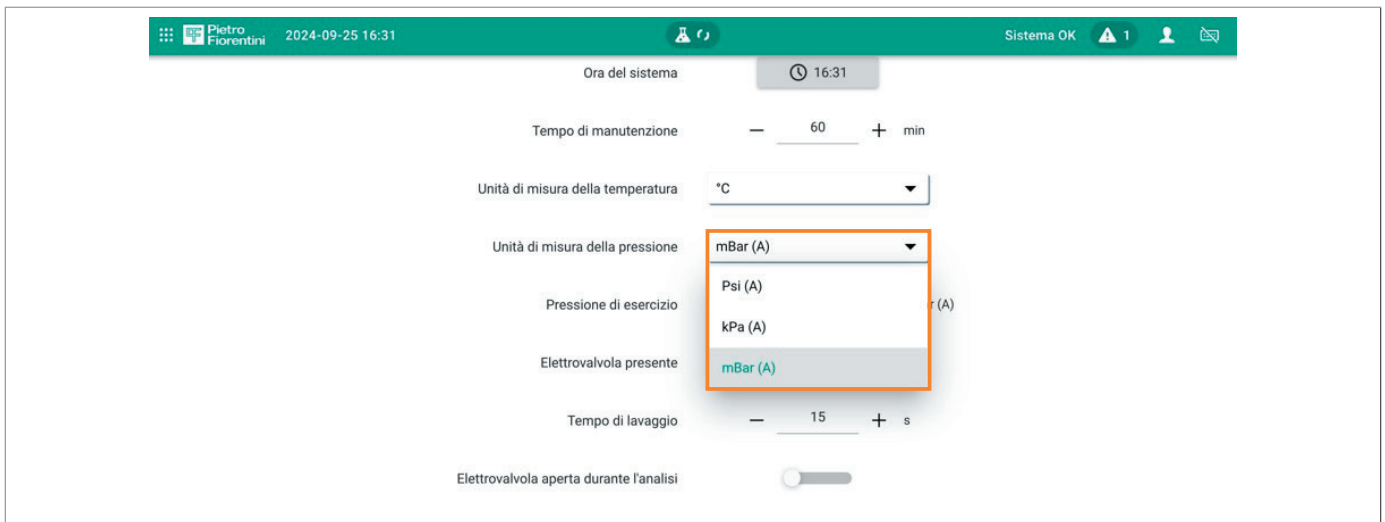 Pietro
Fiorentini
2024-09-25 16:31
Sistema OK
1
Ora del sistema
16:31
Tempo di manutenzione
60
min
Unità di misura della temperatura
°C
Unità di misura della pressione
mBar (A)
Psi (A)
kPa (A)
mBar (A)
Pressione di esercizio
r (A)
Elettrovalvola presente
Tempo di lavaggio
15
s
Elettrovalvola aperta durante l'analisi